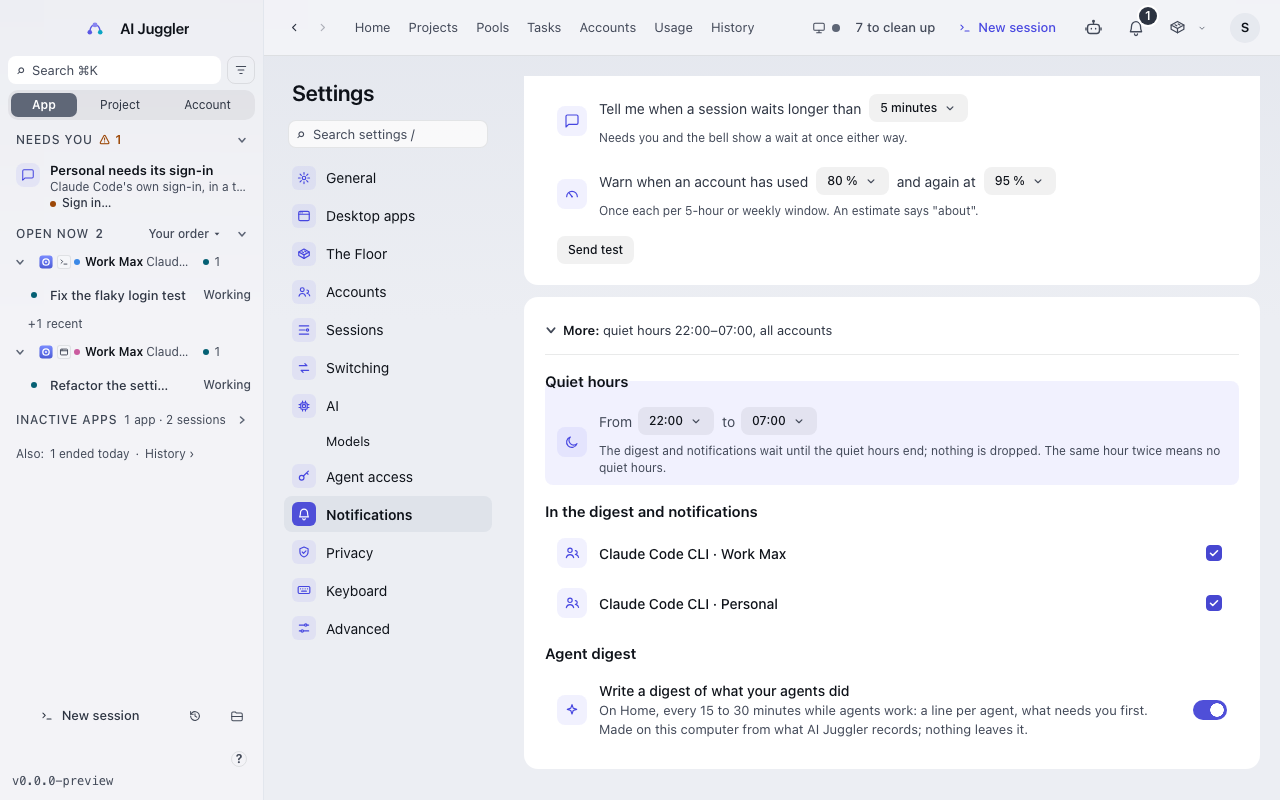 AI Juggler
Search ⌘K
App Project Account
NEEDS YOU 1
Personal needs its sign-in
Claude Code's own sign-in, in a t…
Sign in…
OPEN NOW 2 Your order
Work Max Claud… 1
Fix the flaky login test Working
+1 recent
Work Max Claud… 1
Refactor the setti… Working
INACTIVE APPS 1 app · 2 sessions
Also: 1 ended today · History ›
New session
?
v0.0.0-preview
Home Projects Pools Tasks Accounts Usage History
7 to clean up
New session
1
S
Settings
Search settings /
General
Desktop apps
The Floor
Accounts
Sessions
Switching
AI
Models
Agent access
Notifications
Privacy
Keyboard
Advanced
Tell me when a session waits longer than 5 minutes
Needs you and the bell show a wait at once either way.
Warn when an account has used 80 % and again at 95 %
Once each per 5-hour or weekly window. An estimate says "about".
Send test
More: quiet hours 22:00–07:00, all accounts
Quiet hours
From 22:00 to 07:00
The digest and notifications wait until the quiet hours end; nothing is dropped. The same hour twice means no
quiet hours.
In the digest and notifications
Claude Code CLI · Work Max
Claude Code CLI · Personal
Agent digest
Write a digest of what your agents did
On Home, every 15 to 30 minutes while agents work: a line per agent, what needs you first.
Made on this computer from what AI Juggler records; nothing leaves it.